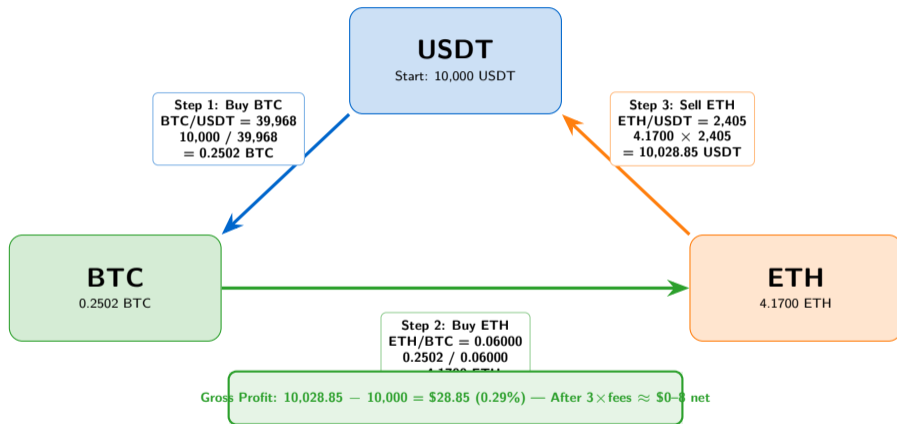 USDT
Start: 10,000 USDT
Step 1: Buy BTC
BTC/USDT = 39,968
10,000 / 39,968
= 0.2502 BTC
Step 3: Sell ETH
ETH/USDT = 2,405
4.1700 × 2,405
= 10,028.85 USDT
BTC
0.2502 BTC
ETH
4.1700 ETH
Step 2: Buy ETH
ETH/BTC = 0.06000
0.2502 / 0.06000
Gross Profit: 10,028.85 − 10,000 = $28.85 (0.29%) — After 3×fees ≈ $0–8 net